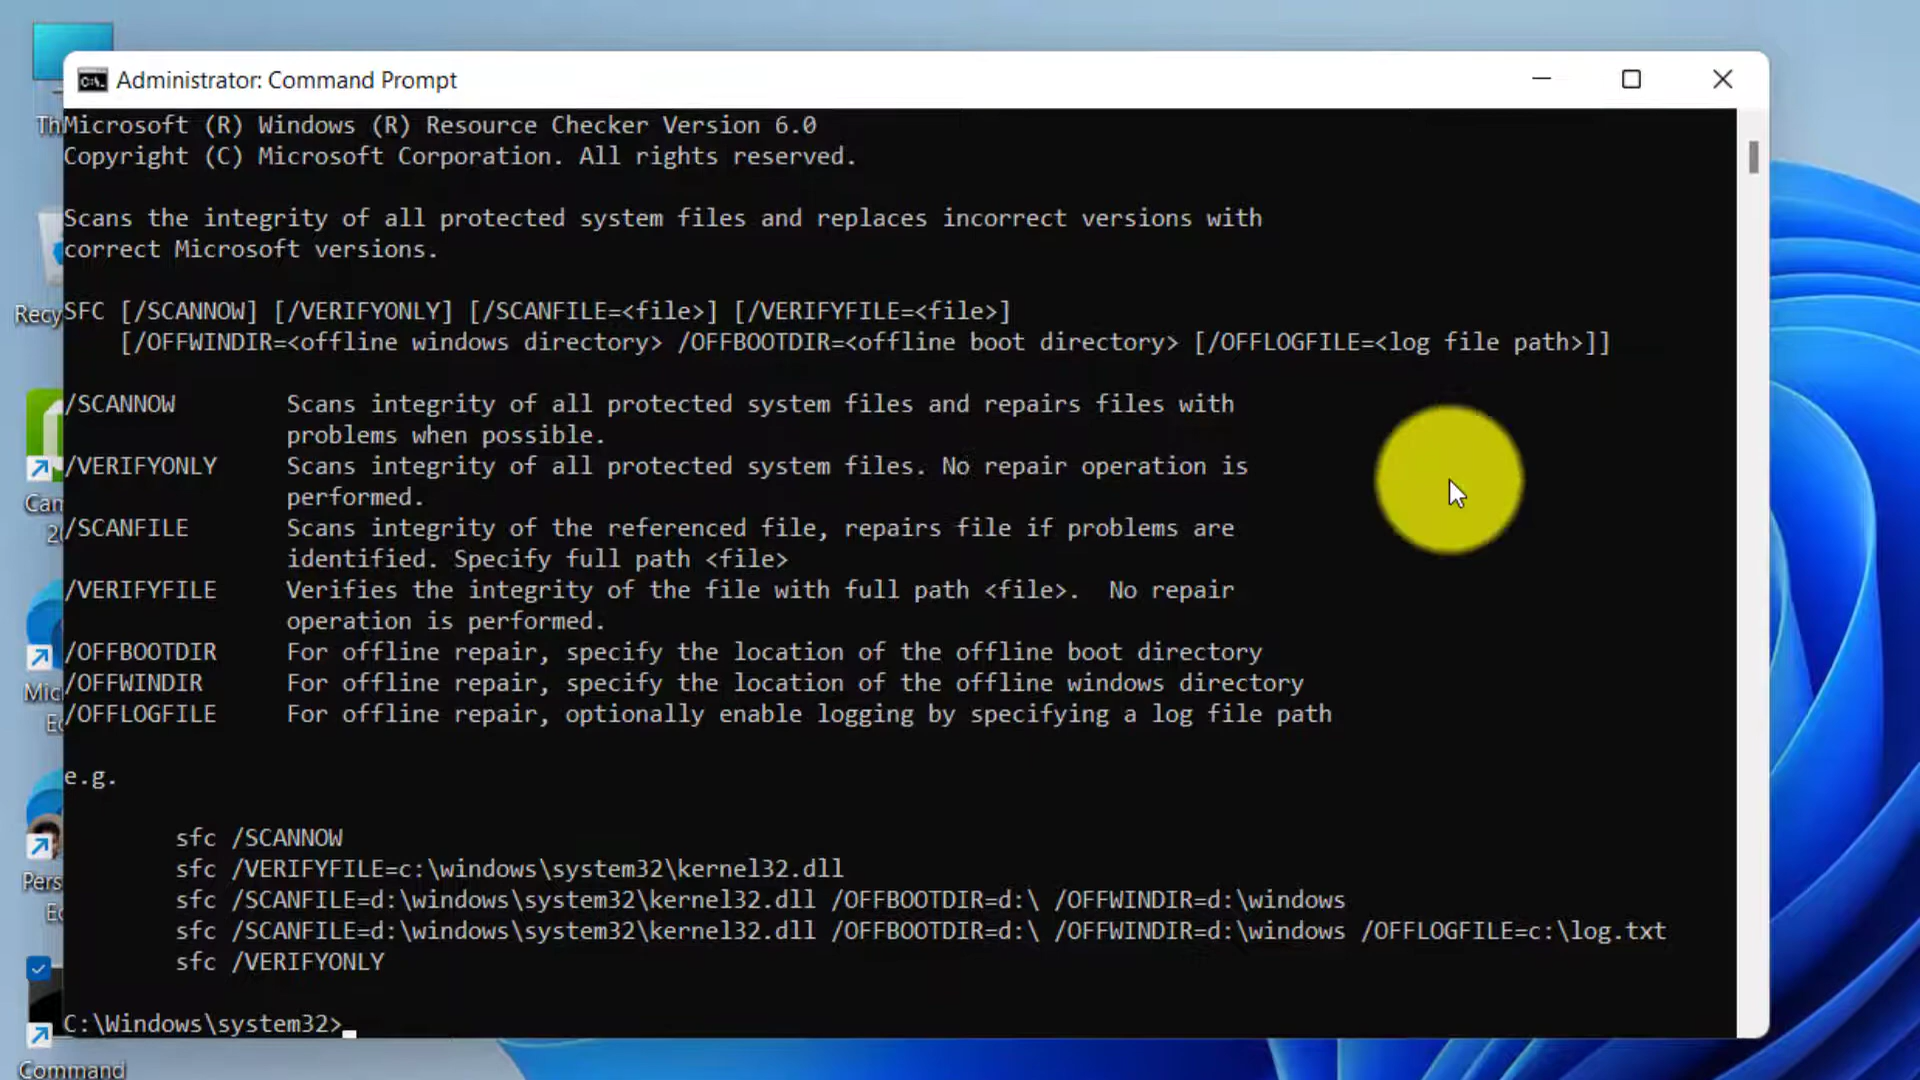 Administrator: Command Prompt
Microsoft (R) Windows (R) Resource Checker Version 6.0
Copyright (C) Microsoft Corporation. All rights reserved.
Scans the integrity of all protected system files and replaces incorrect versions with
correct Microsoft versions.
SFC [/SCANNOW] [/VERIFYONLY] [/SCANFILE=<file>] [/VERIFYFILE=<file>]
[/OFFWINDIR=<offline windows directory> /OFFBOOTDIR=<offline boot directory> [/OFFLOGFILE=<log file path>]]
/SCANNOW Scans integrity of all protected system files and repairs files with
problems when possible.
/VERIFYONLY Scans integrity of all protected system files. No repair operation is
performed.
/SCANFILE Scans integrity of the referenced file, repairs file if problems are
identified. Specify full path <file>
/VERIFYFILE Verifies the integrity of the file with full path <file>. No repair
operation is performed.
/OFFBOOTDIR For offline repair, specify the location of the offline boot directory
/OFFWINDIR For offline repair, specify the location of the offline windows directory
/OFFLOGFILE For offline repair, optionally enable logging by specifying a log file path
e.g.
sfc /SCANNOW
sfc /VERIFYFILE=c:\windows\system32\kernel32.dll
sfc /SCANFILE=d:\windows\system32\kernel32.dll /OFFBOOTDIR=d:\ /OFFWINDIR=d:\windows
sfc /SCANFILE=d:\windows\system32\kernel32.dll /OFFBOOTDIR=d:\ /OFFWINDIR=d:\windows /OFFLOGFILE=c:\log.txt
sfc /VERIFYONLY
C:\Windows\system32>
Th
Recy
Cam
Mic
Pers
Command